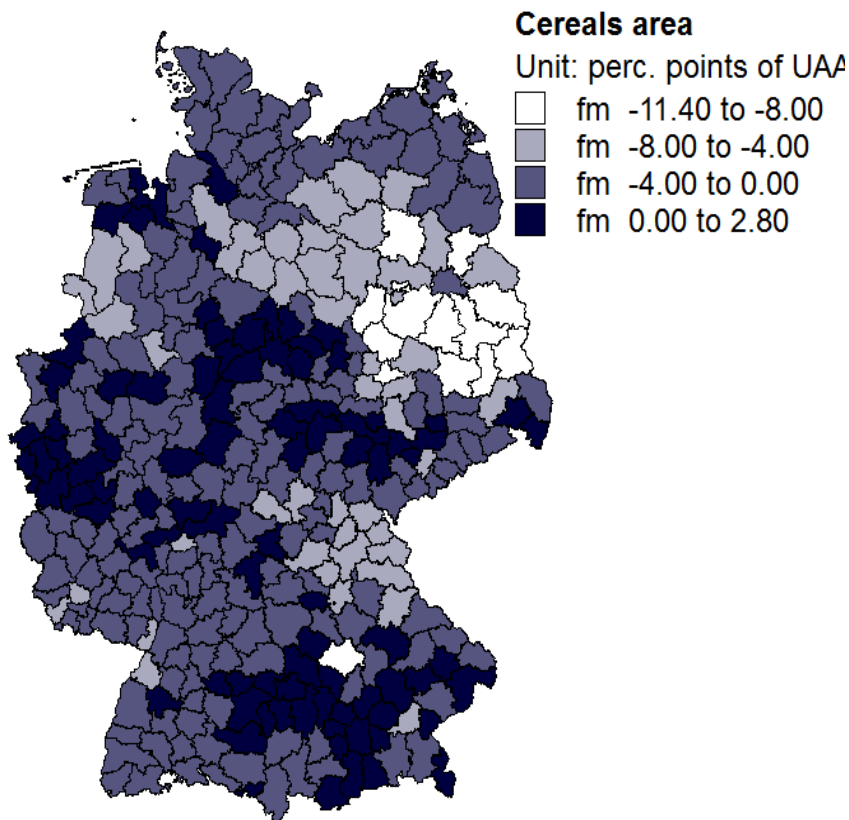 Cereals area
Unit: perc. points of UAA
fm -11.40 to -8.00
fm -8.00 to -4.00
fm -4.00 to 0.00
fm 0.00 to 2.80